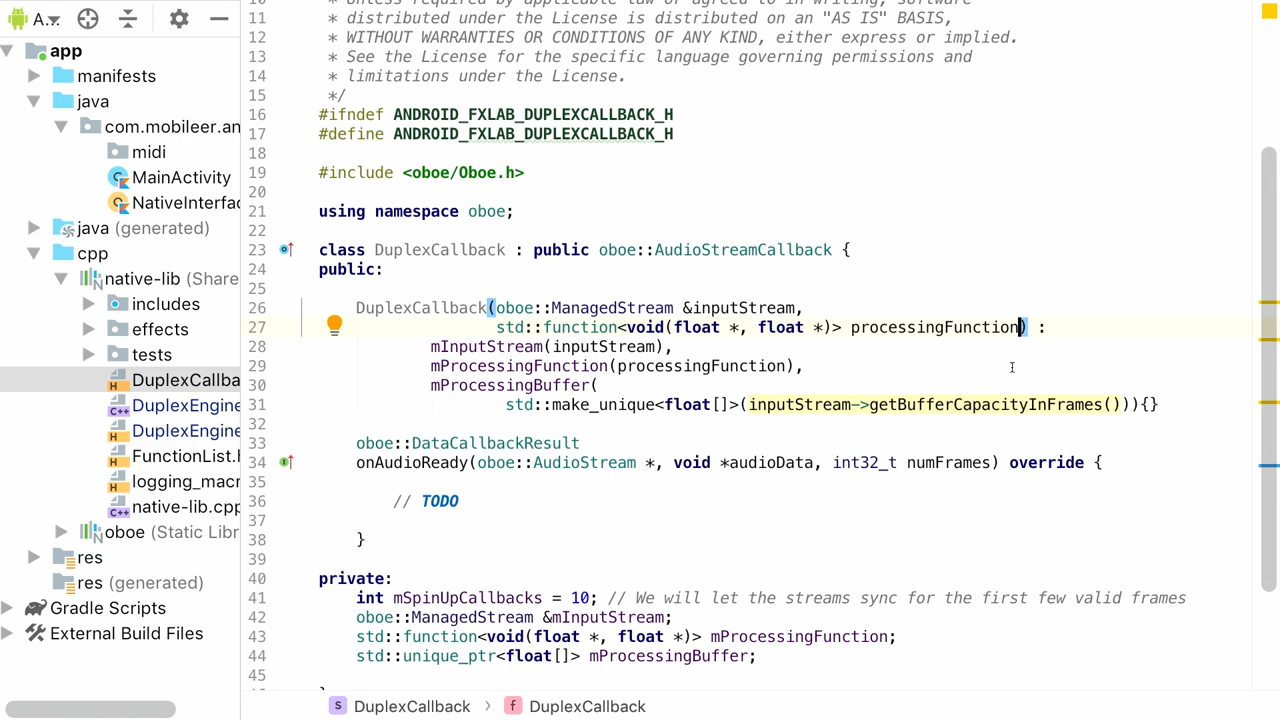 A..
app
manifests
java
com.mobileer.an
midi
MainActivity
NativeInterfac
java (generated)
cpp
native-lib (Share
includes
effects
tests
DuplexCallba
DuplexEngine
DuplexEngine
FunctionList.h
logging_macr
native-lib.cpp
oboe (Static Libr
res
res (generated)
Gradle Scripts
External Build Files
10 * Unless required by applicable law or agreed to in writing, software
11 * distributed under the License is distributed on an "AS IS" BASIS,
12 * WITHOUT WARRANTIES OR CONDITIONS OF ANY KIND, either express or implied.
13 * See the License for the specific language governing permissions and
14 * limitations under the License.
15 */
16 #ifndef ANDROID_FXLAB_DUPLEXCALLBACK_H
17 #define ANDROID_FXLAB_DUPLEXCALLBACK_H
18
19 #include <oboe/Oboe.h>
20
21 using namespace oboe;
22
23 class DuplexCallback : public oboe::AudioStreamCallback {
24 public:
25
26 DuplexCallback(oboe::ManagedStream &inputStream,
27 std::function<void(float *, float *)> processingFunction) :
28 mInputStream(inputStream),
29 mProcessingFunction(processingFunction),
30 mProcessingBuffer(
31 std::make_unique<float[]>(inputStream->getBufferCapacityInFrames())){}
32
33 oboe::DataCallbackResult
34 onAudioReady(oboe::AudioStream *, void *audioData, int32_t numFrames) override {
35
36 // TODO
37
38 }
39
40 private:
41 int mSpinUpCallbacks = 10; // We will let the streams sync for the first few valid frames
42 oboe::ManagedStream &mInputStream;
43 std::function<void(float *, float *)> mProcessingFunction;
44 std::unique_ptr<float[]> mProcessingBuffer;
45
S DuplexCallback > f DuplexCallback